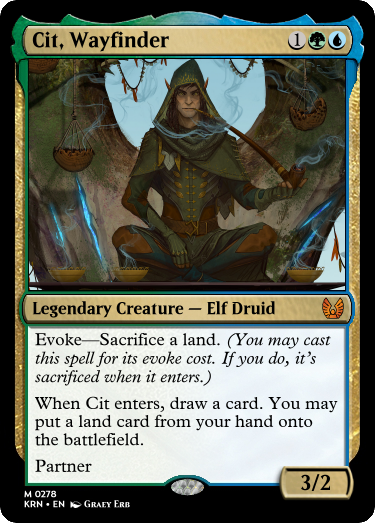 Cit, Wayfinder 1
Legendary Creature — Elf Druid
Evoke—Sacrifice a land. (You may cast
this spell for its evoke cost. If you do, it's
sacrificed when it enters.)
When Cit enters, draw a card. You may
put a land card from your hand onto
the battlefield.
Partner
3/2
M 0278
KRN • EN Graey Erb